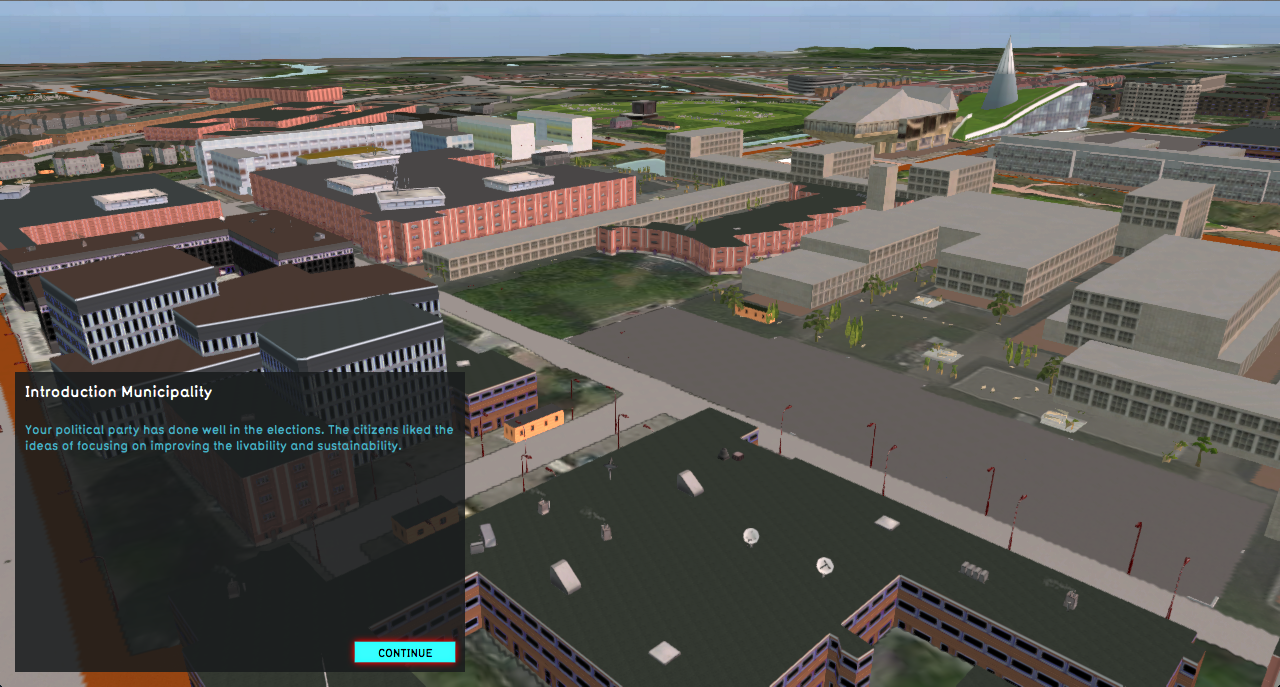 Introduction Municipality
Your political party has done well in the elections. The citizens liked the
ideas of focusing on improving the livability and sustainability.
CONTINUE